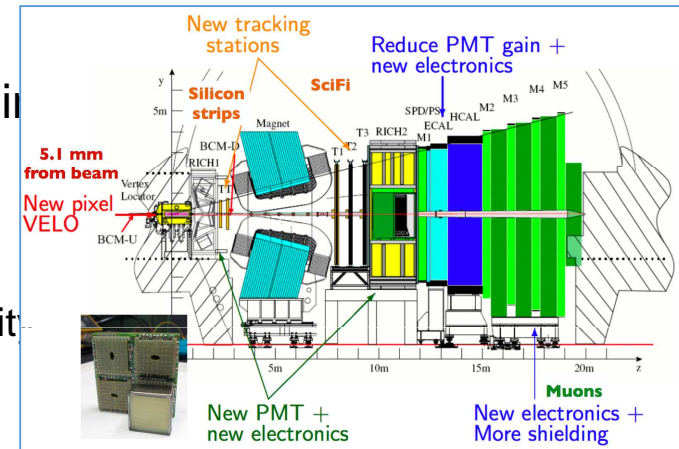 New tracking
stations
Reduce PMT gain +
new electronics
SciFi
Silicon
strips
y
5m
Magnet
BCM-D
RICH1
TT
5.1 mm
from beam
Vertex
Locator
New pixel
VELO
BCM-U
T1
T2
T3
RICH2
M1
SPD/PS
ECAL
HCAL
M2
M3
M4
M5
5m
10m
15m
20m
z
New PMT +
new electronics
Muons
New electronics +
More shielding